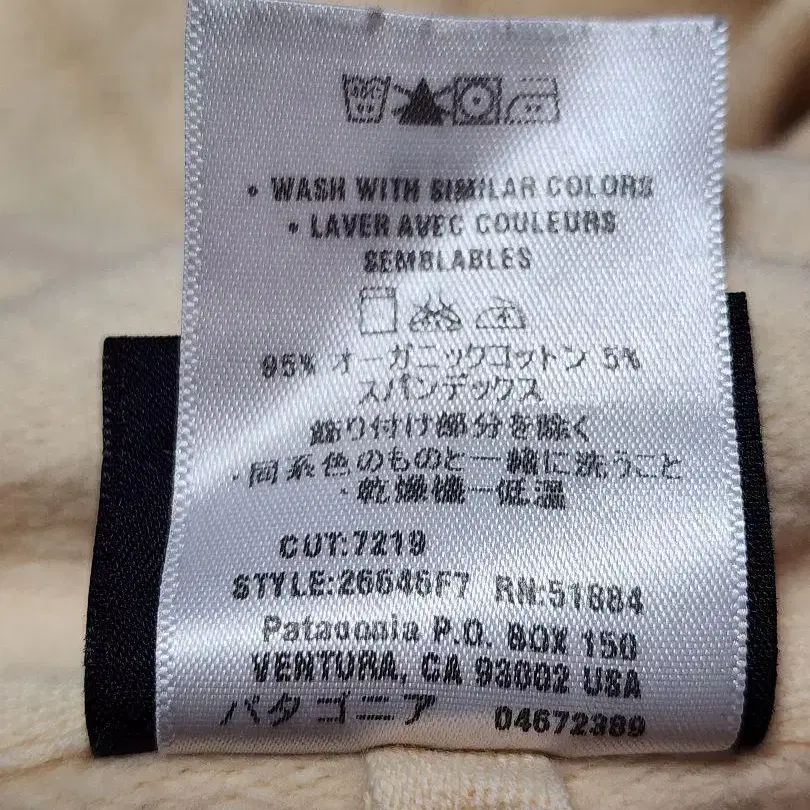 • WASH WITH SIMILAR COLORS
• LAVER AVEC COULEURS
SEMBLABLES
95% オーガニックコットン 5%
スパンデックス
飾り付け部分を除く
・同系色のものと一緒に洗うこと
・乾燥機ー低温
CUT:7219
STYLE:26646F7 RN:51884
Patagonia P.O. BOX 150
VENTURA, CA 93002 USA
パタゴニア 04672389